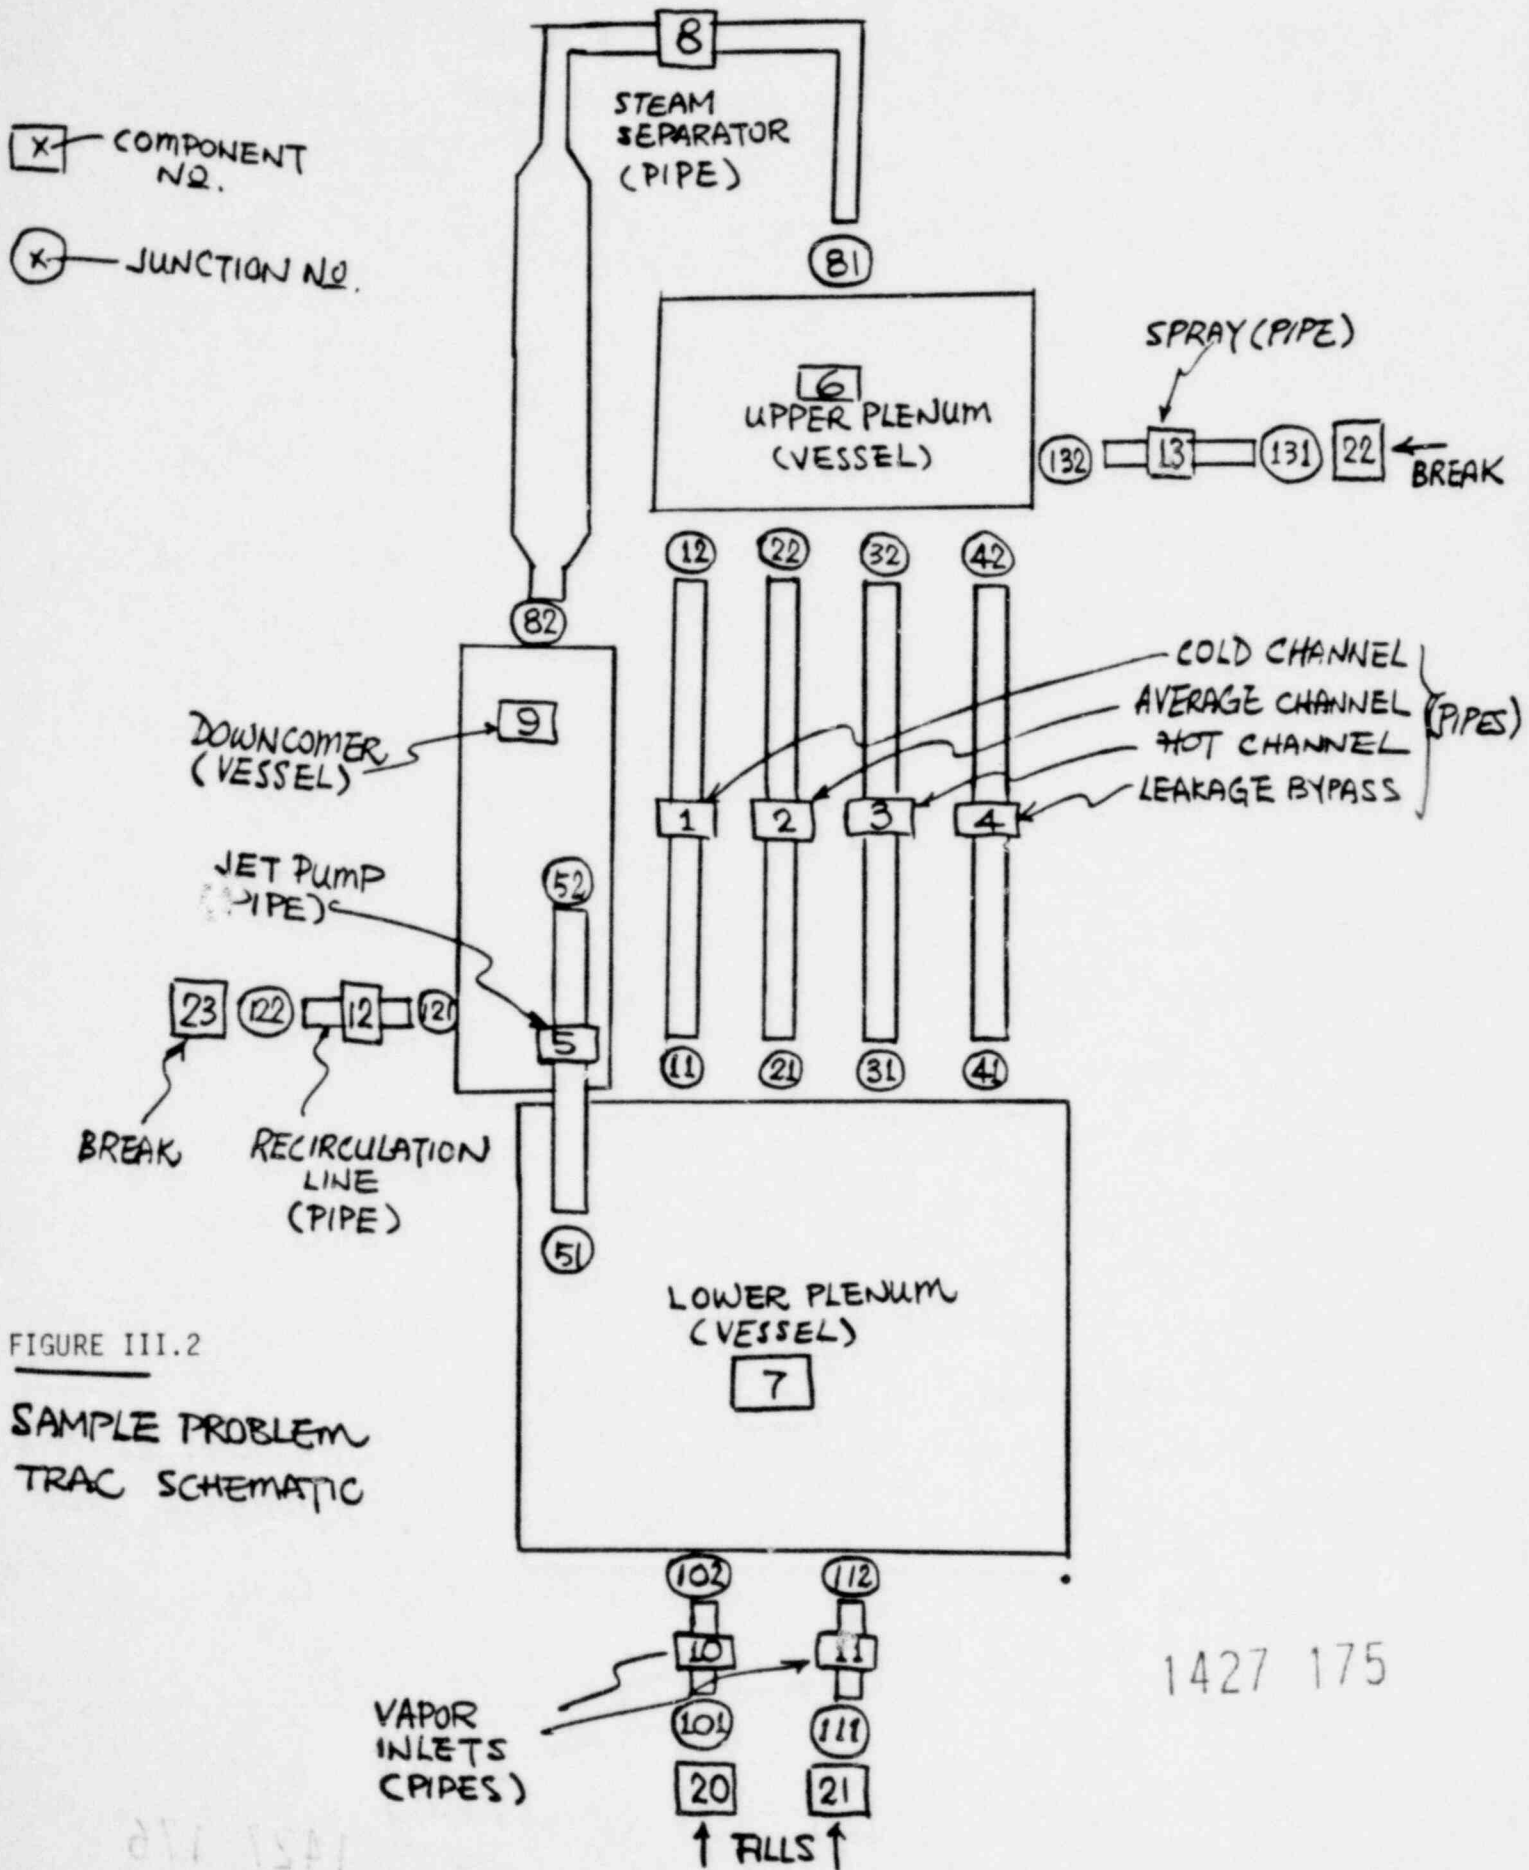 8
STEAM
SEPARATOR
(PIPE)
X COMPONENT
NO.
X JUNCTION NO.
81
SPRAY (PIPE)
6
UPPER PLENUM
(VESSEL)
132 13 131 22
BREAK
12 22 32 42
82
COLD CHANNEL
AVERAGE CHANNEL
(PIPES)
HOT CHANNEL
LEAKAGE BYPASS
9
DOWNCOMER
(VESSEL)
1 2 3 4
JET PUMP
PIPE)
52
23 122 12 121
5
11 21 31 41
BREAK
RECIRCULATION
LINE
(PIPE)
51
LOWER PLENUM
(VESSEL)
7
FIGURE III.2
SAMPLE PROBLEM
TRAC SCHEMATIC
102 112
10 11
1427 175
VAPOR
INLETS
(PIPES)
101 111
20 21
FILLS
1427 176